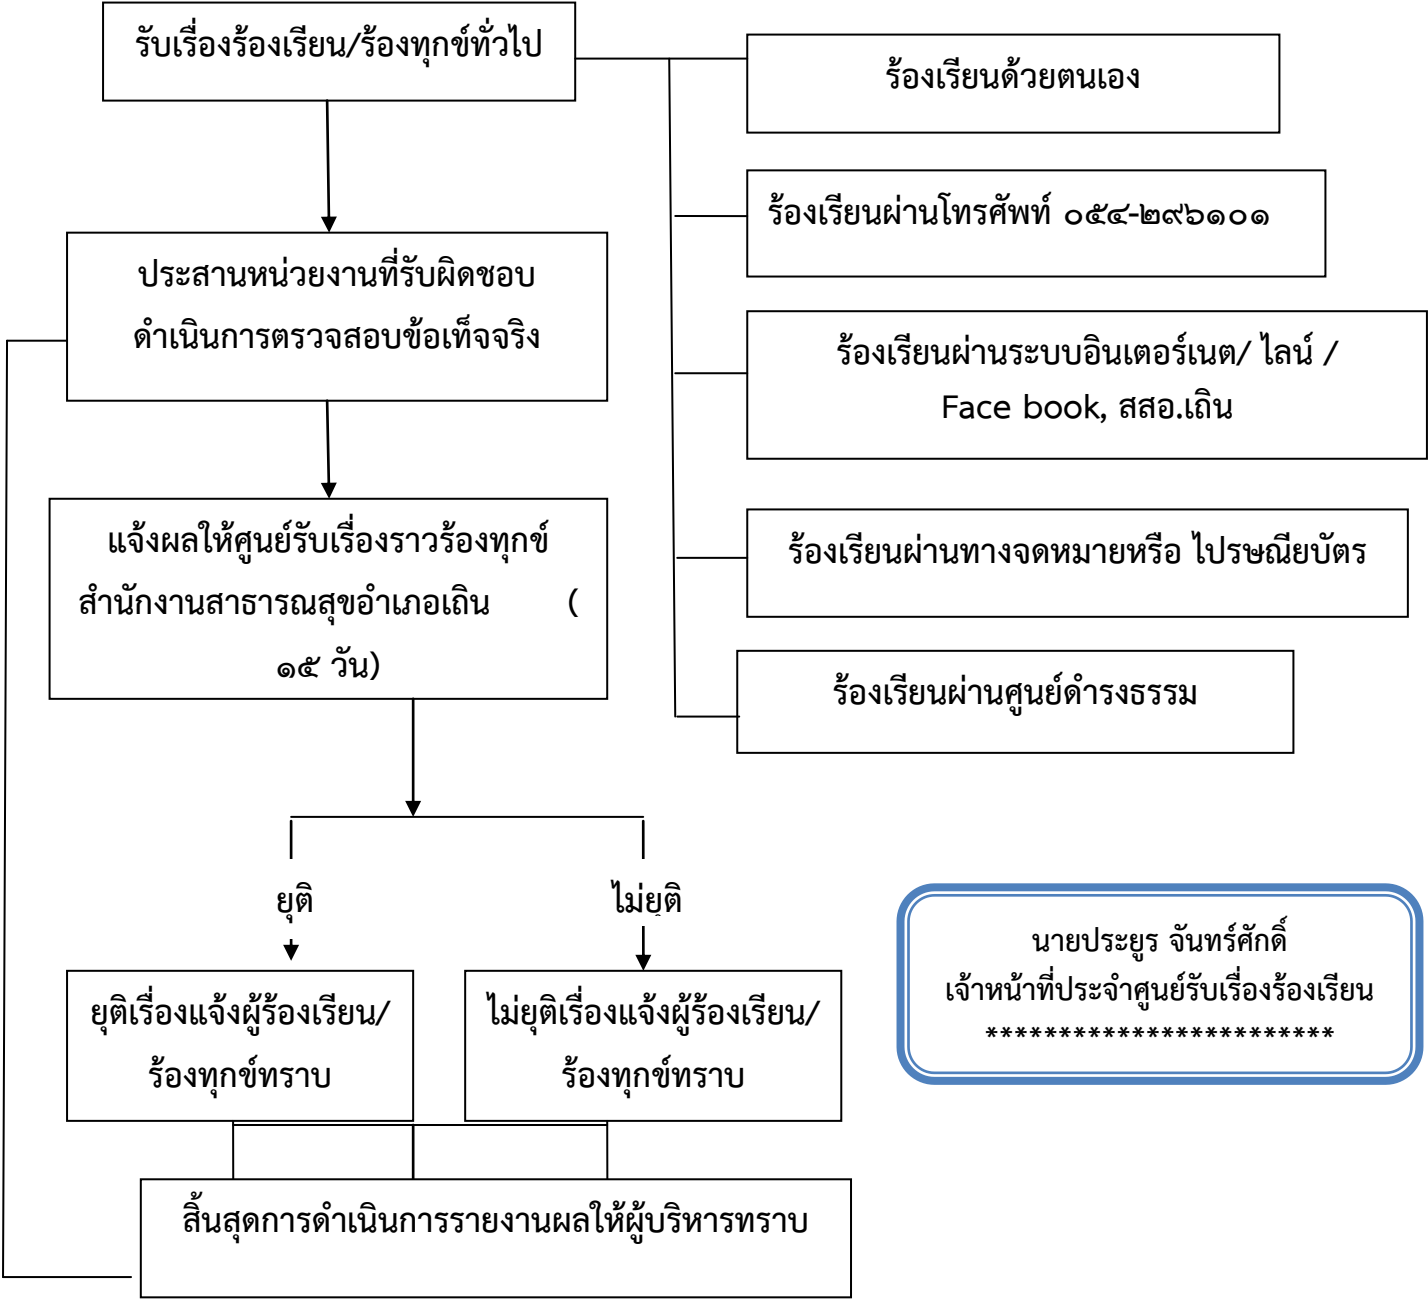 รับเรื่องร้องเรียน/ร้องทุกข์ทั่วไป
ร้องเรียนด้วยตนเอง
ร้องเรียนผ่านโทรศัพท์ ๐๕๔-๒๙๖๑๐๑
ประสานหน่วยงานที่รับผิดชอบ
ดำเนินการตรวจสอบข้อเท็จจริง
ร้องเรียนผ่านระบบอินเตอร์เนต/ ไลน์ /
Face book, สสอ.เถิน
แจ้งผลให้ศูนย์รับเรื่องราวร้องทุกข์
สำนักงานสาธารณสุขอำเภอเถิน (
๑๕ วัน)
ร้องเรียนผ่านทางจดหมายหรือ ไปรษณียบัตร
ร้องเรียนผ่านศูนย์ดำรงธรรม
ยุติ
ไม่ยุติ
ยุติเรื่องแจ้งผู้ร้องเรียน/
ร้องทุกข์ทราบ
ไม่ยุติเรื่องแจ้งผู้ร้องเรียน/
ร้องทุกข์ทราบ
นายประยูร จันทร์ศักดิ์
เจ้าหน้าที่ประจำศูนย์รับเรื่องร้องเรียน
************************
สิ้นสุดการดำเนินการรายงานผลให้ผู้บริหารทราบ